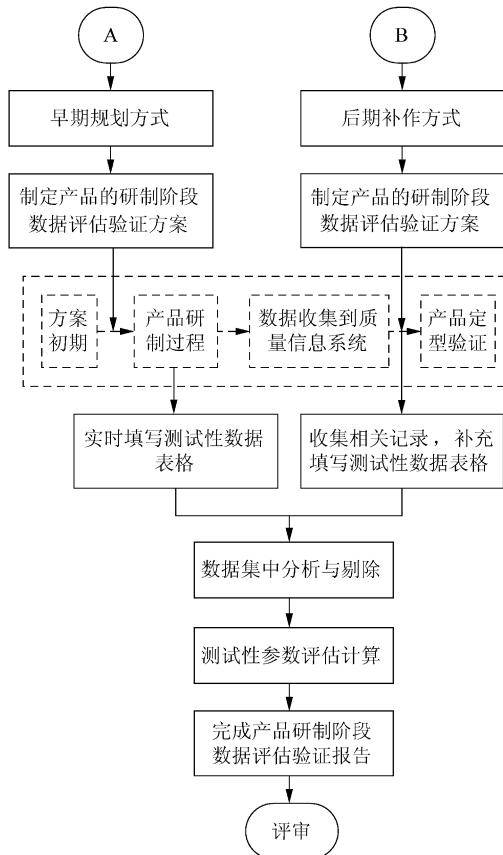 A
B
早期规划方式
后期补作方式
制定产品的研制阶段
数据评估验证方案
制定产品的研制阶段
数据评估验证方案
方案
初期
产品研
制过程
数据收集到质
量信息系统
产品定
型验证
实时填写测试性数据
表格
收集相关记录，补充
填写测试性数据表格
数据集中分析与剔除
测试性参数评估计算
完成产品研制阶段
数据评估验证报告
评审